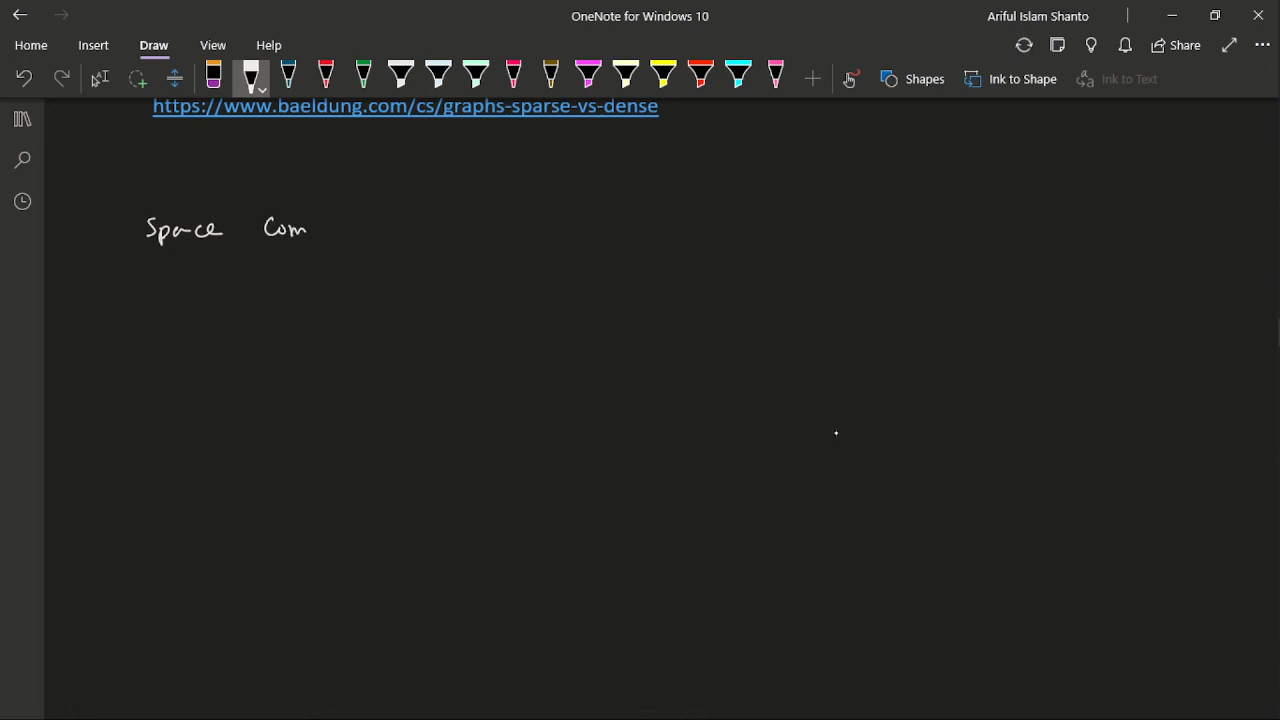 OneNote for Windows 10
Ariful Islam Shanto
Home Insert Draw View Help
Share
Shapes Ink to Shape Ink to Text
https://www.baeldung.com/cs/graphs-sparse-vs-dense
Space Com